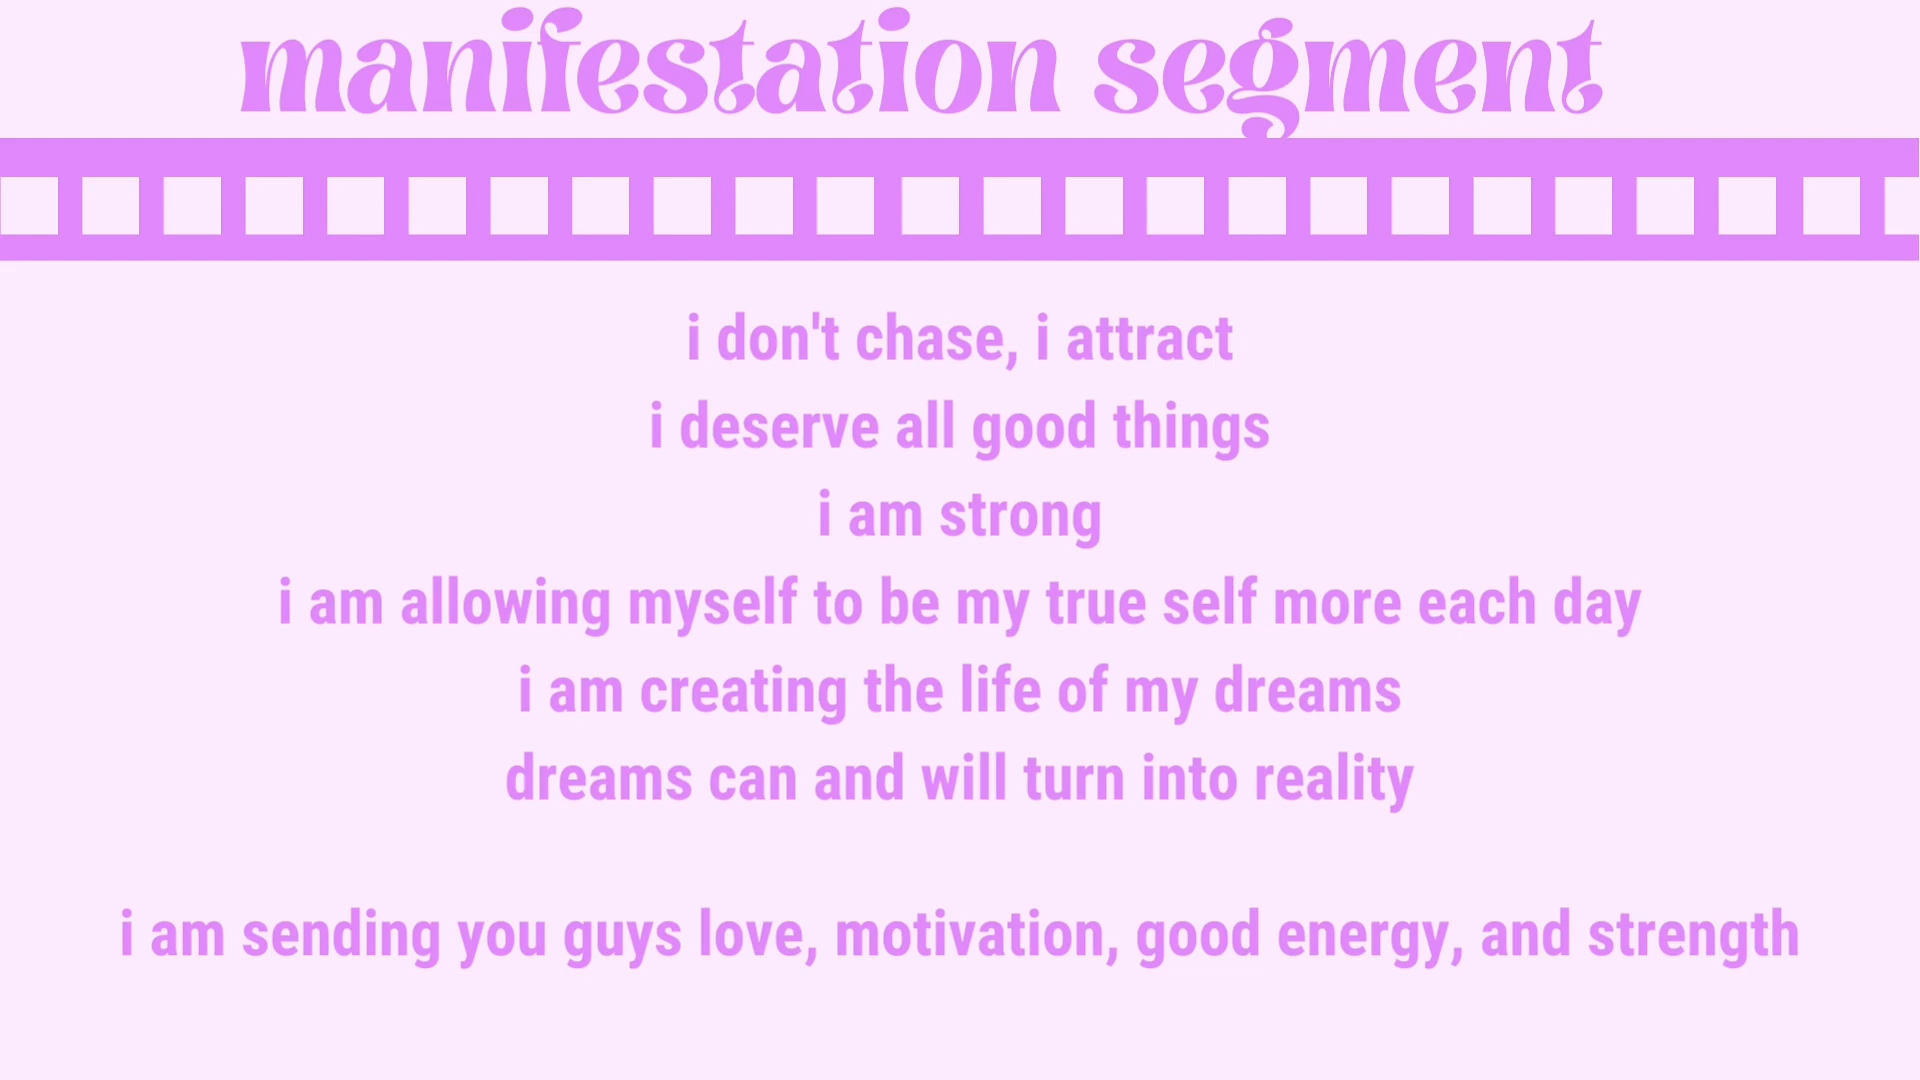 manifestation segment
i don't chase, i attract
i deserve all good things
i am strong
i am allowing myself to be my true self more each day
i am creating the life of my dreams
dreams can and will turn into reality
i am sending you guys love, motivation, good energy, and strength